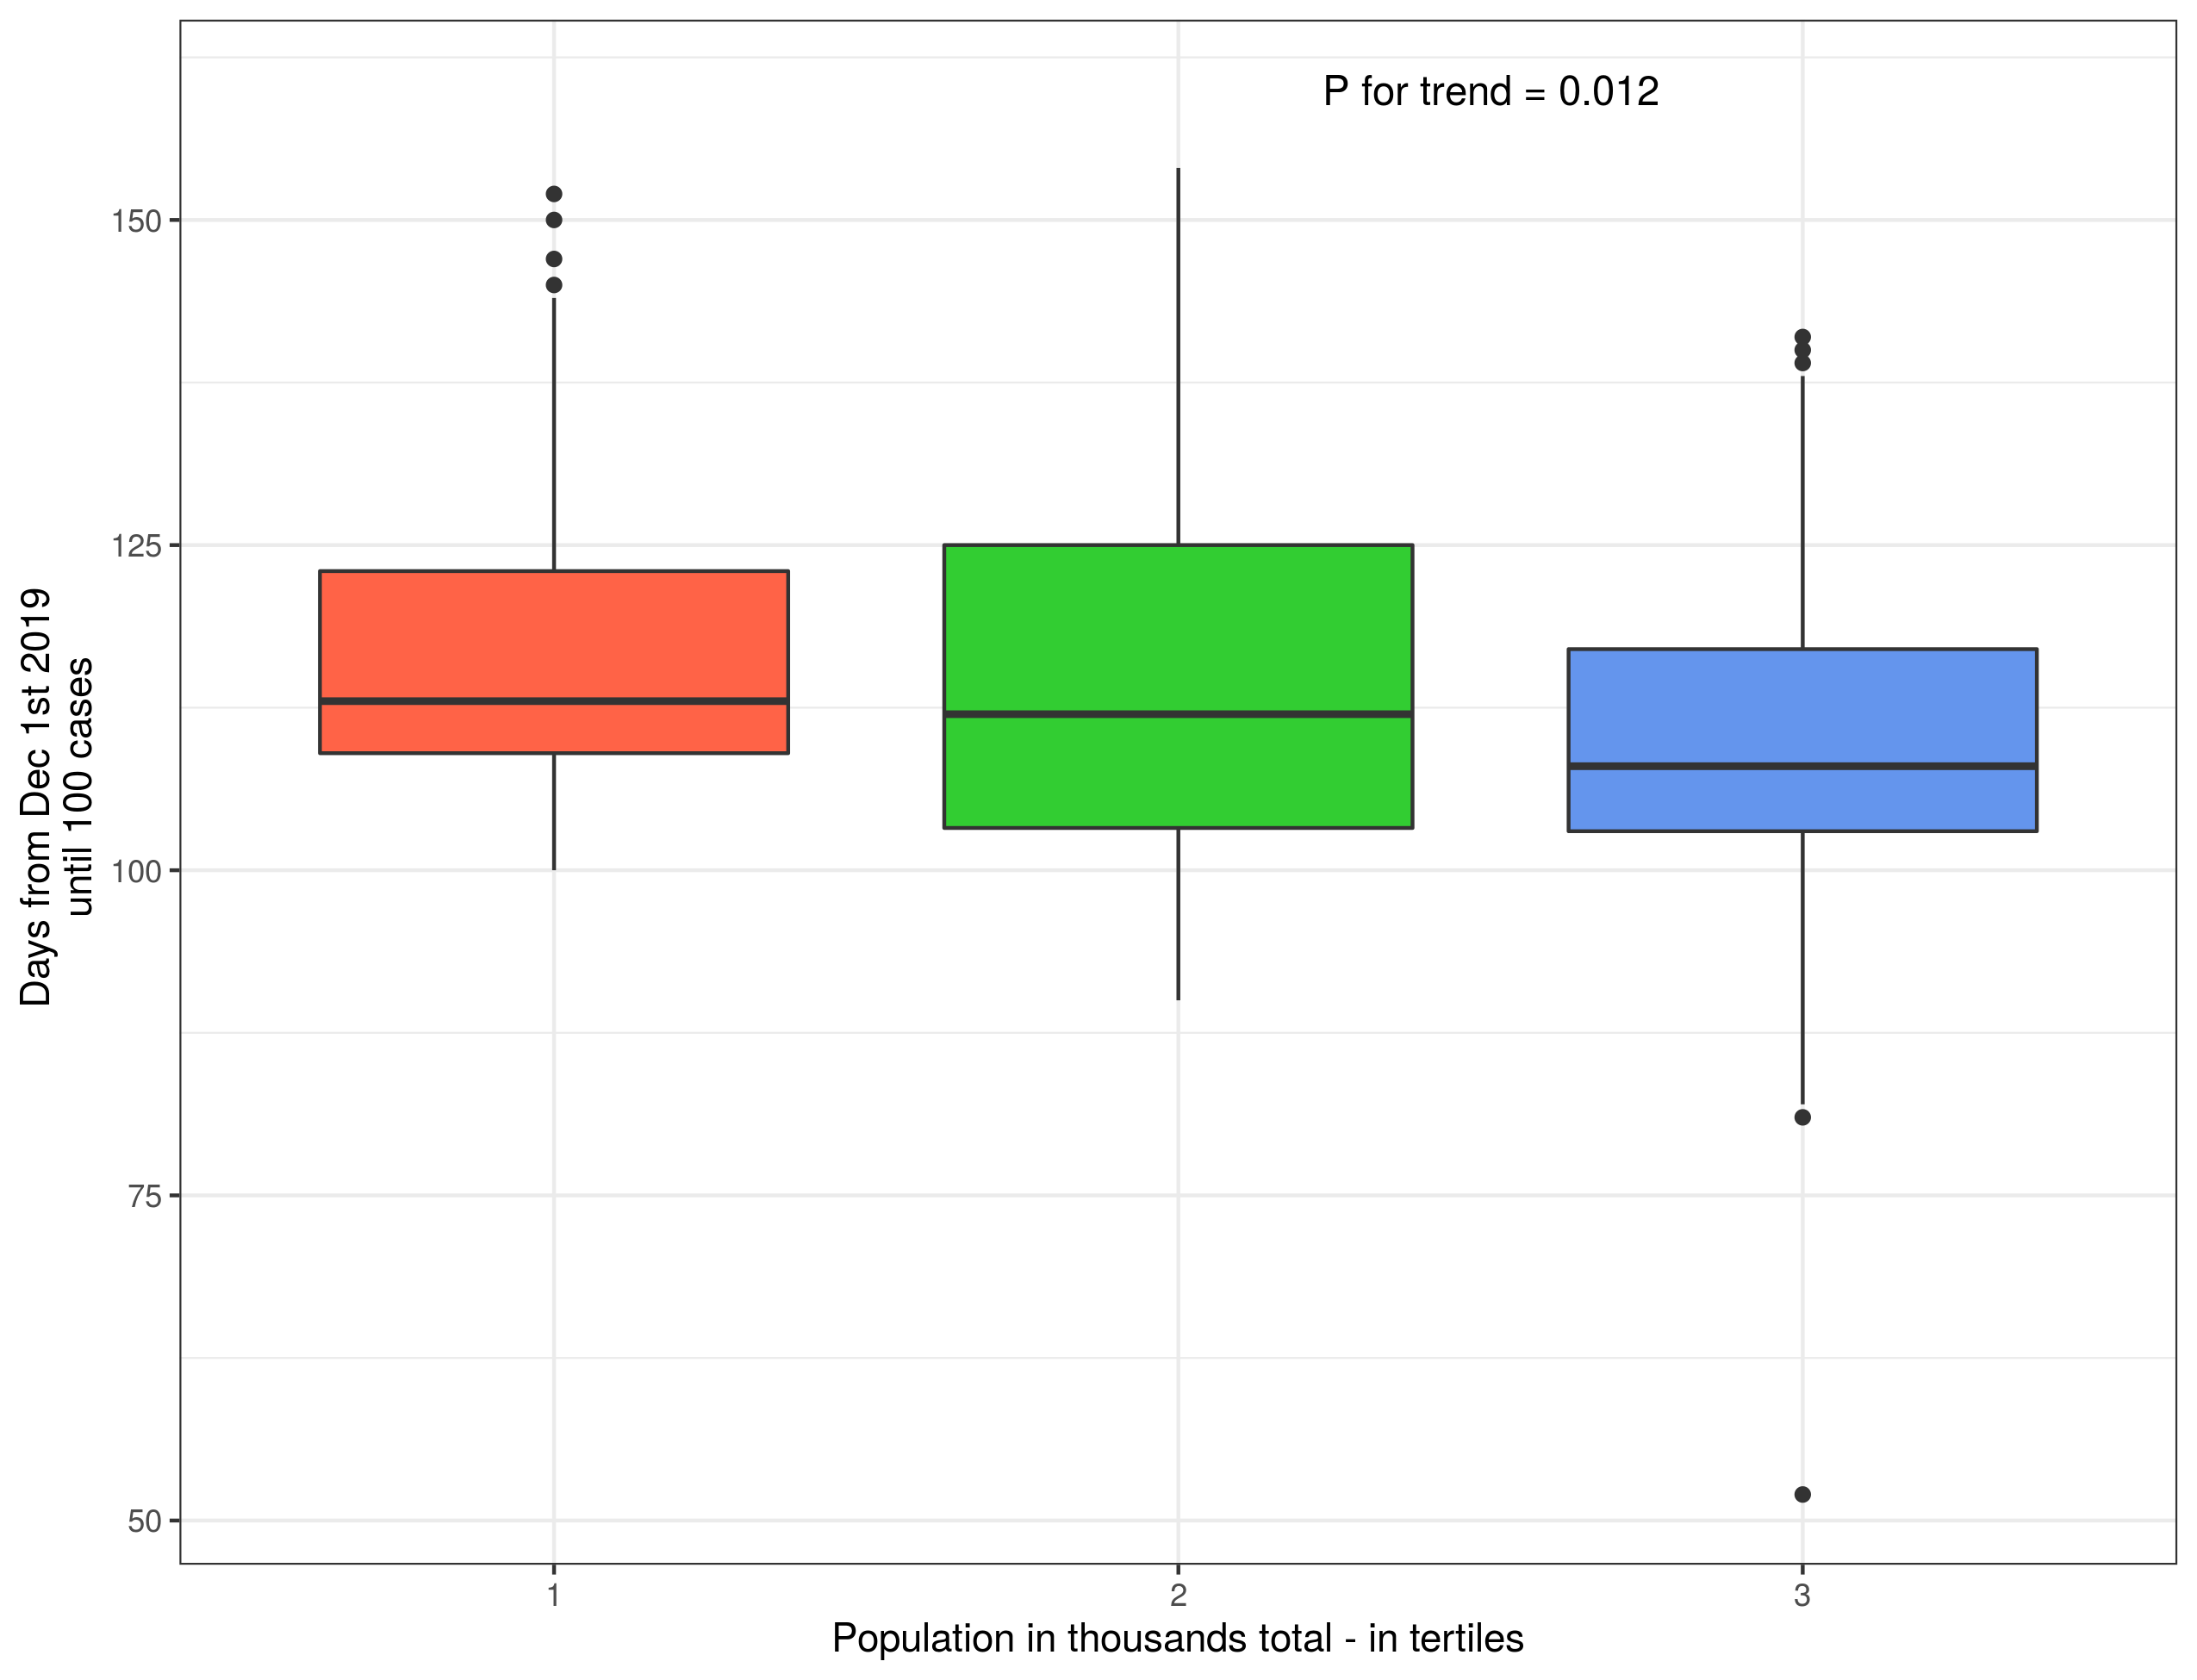 P for trend = 0.012
150
125
100
75
50
Days from Dec 1st 2019
until 100 cases
1
2
3
Population in thousands total - in tertiles